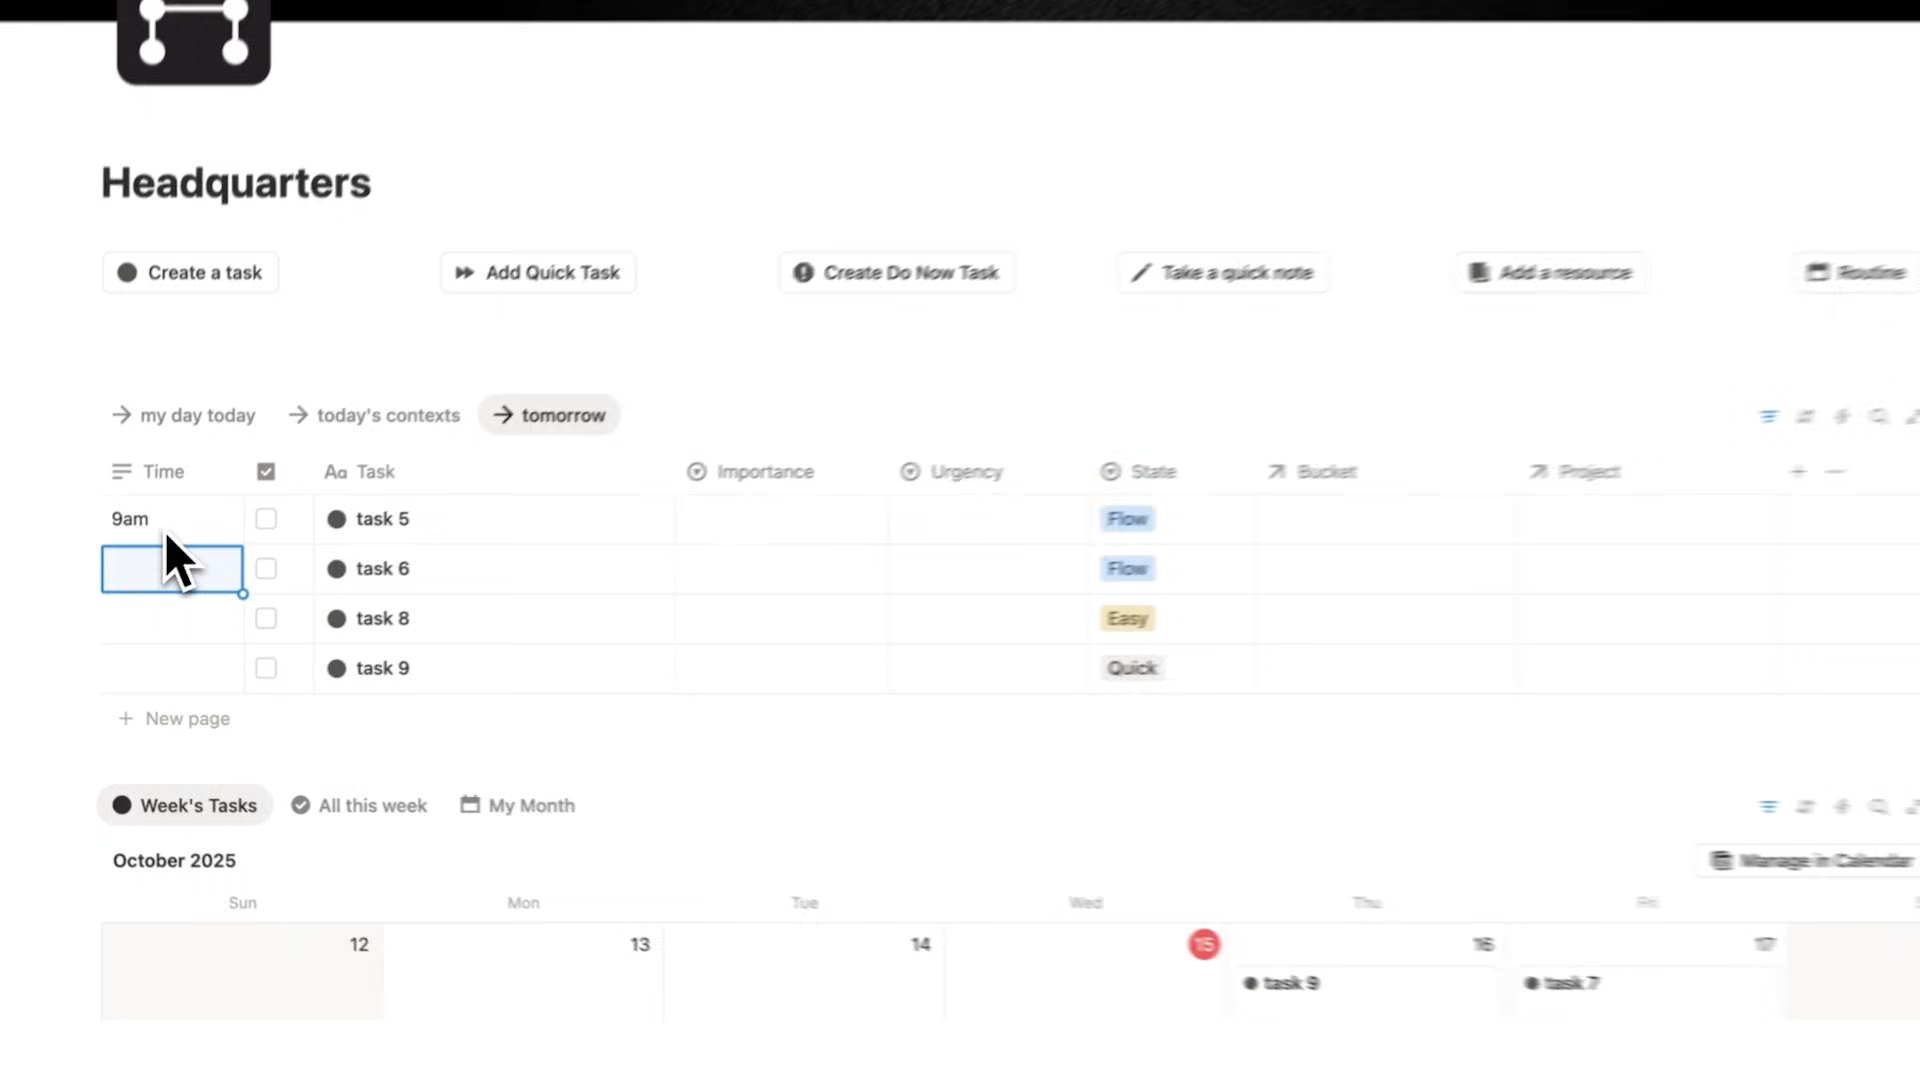 Headquarters
Create a task Add Quick Task Create Do Now Task Take a quick note Add a resource Routine
my day today today's contexts tomorrow
Time Aa Task Importance Urgency State Bucket Project
9am task 5 Flow
task 6 Flow
task 8 Easy
task 9 Quick
+ New page
Week's Tasks All this week My Month
October 2025 Manage in Calendar
Sun Mon Tue Wed Thu Fri
12 13 14 15 16 17
task 9 task 7